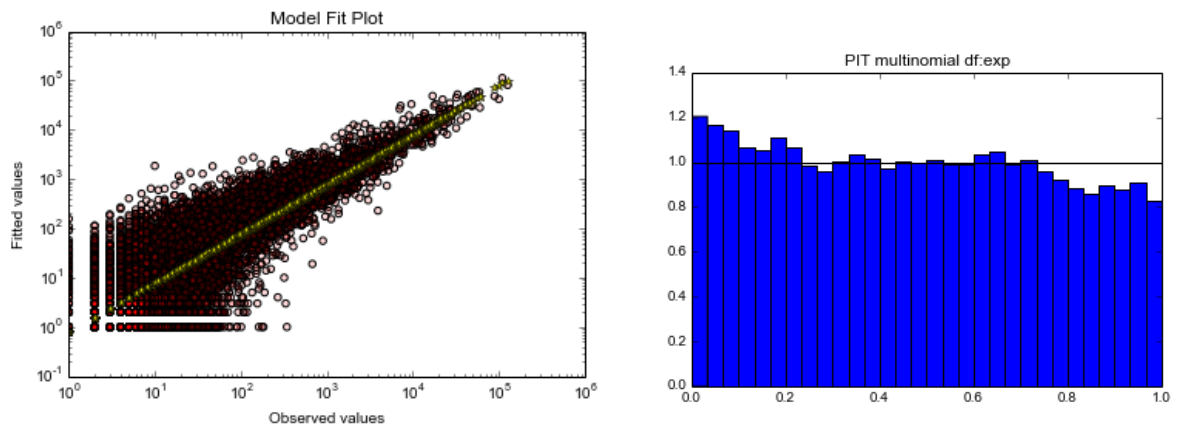 Model Fit Plot
Fitted values
10^6
10^5
10^4
10^3
10^2
10^1
10^0
10^-1
10^0 10^1 10^2 10^3 10^4 10^5 10^6
Observed values
PIT multinomial df:exp
1.4
1.2
1.0
0.8
0.6
0.4
0.2
0.0
0.0 0.2 0.4 0.6 0.8 1.0